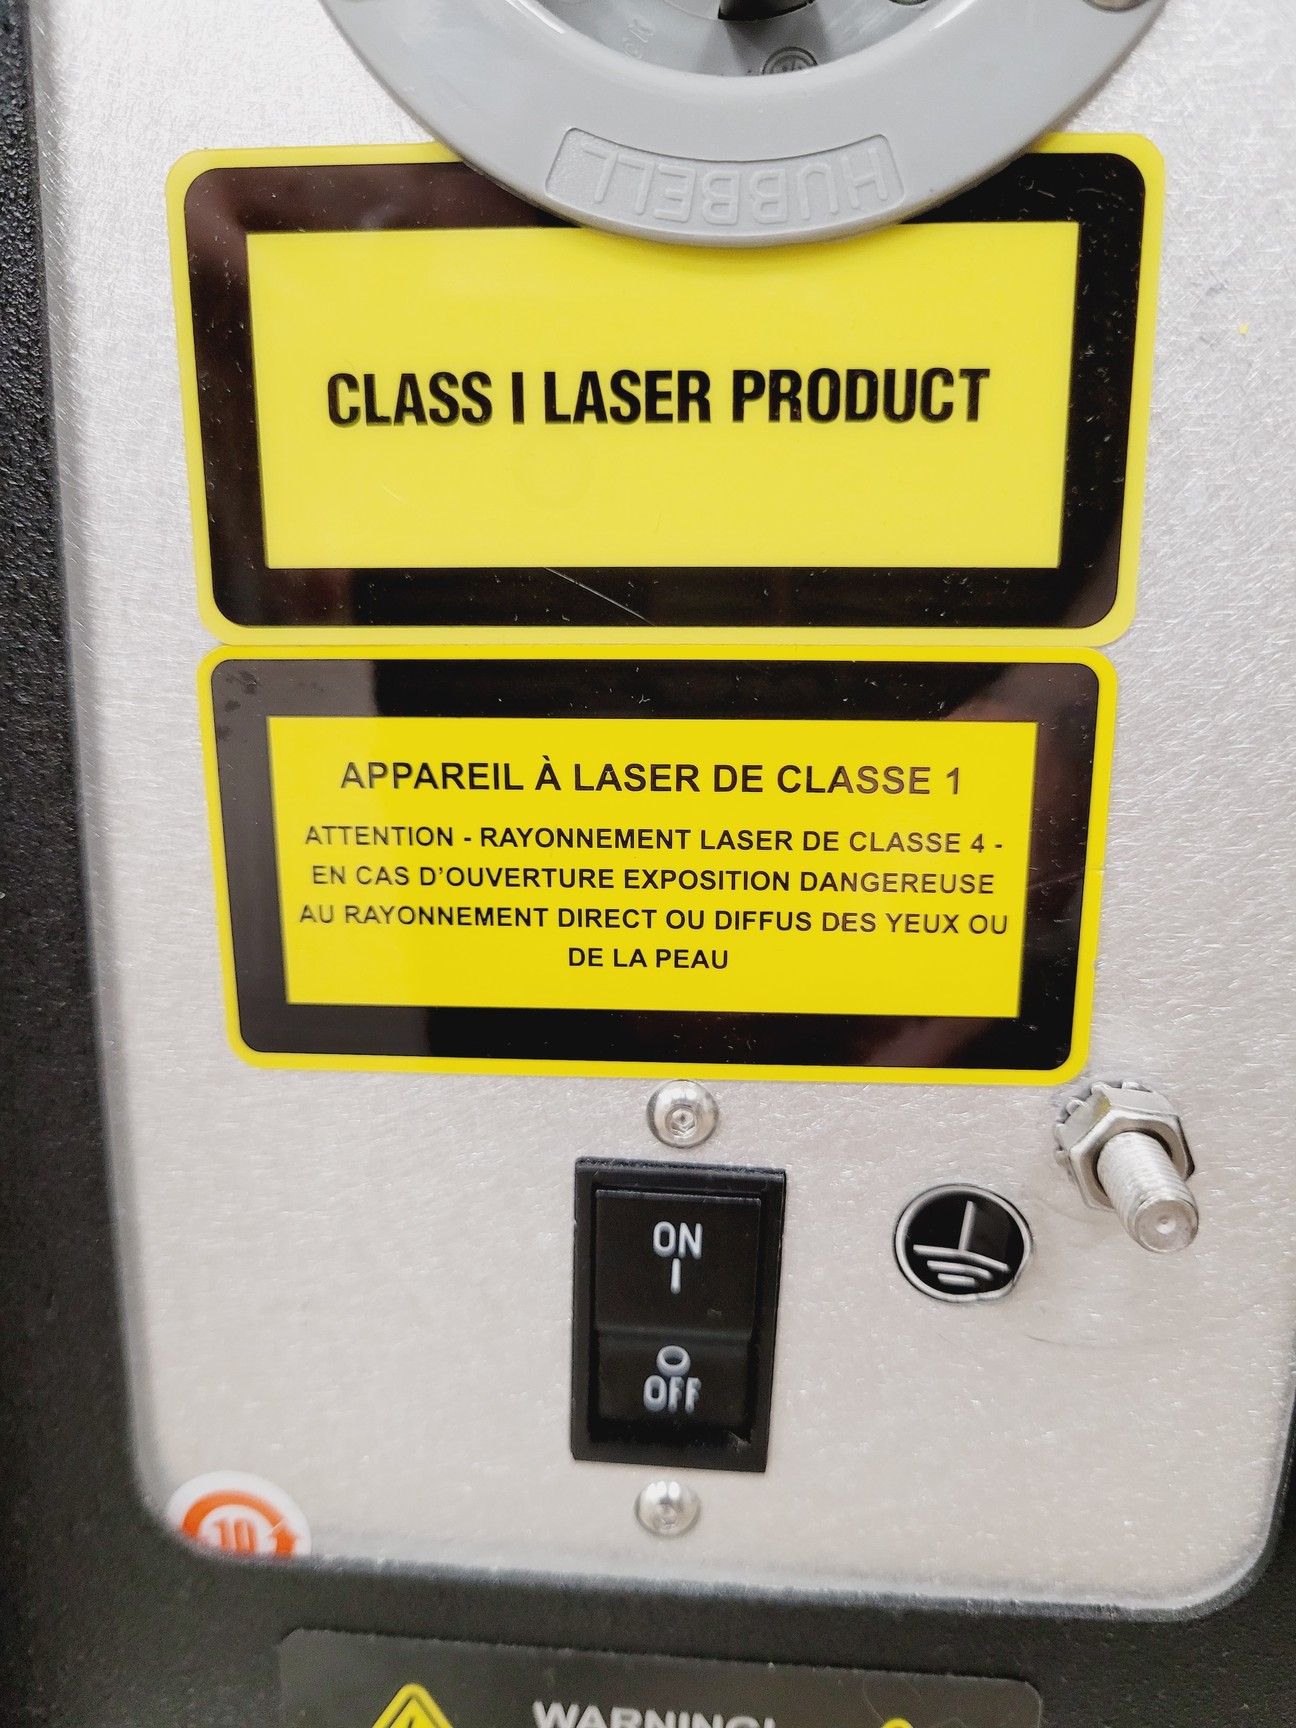 HUBBELL
CLASS I LASER PRODUCT
APPAREIL À LASER DE CLASSE 1
ATTENTION - RAYONNEMENT LASER DE CLASSE 4 -
EN CAS D'OUVERTURE EXPOSITION DANGEREUSE
AU RAYONNEMENT DIRECT OU DIFFUS DES YEUX OU
DE LA PEAU
ON
I
O
OFF
10
WARNING!